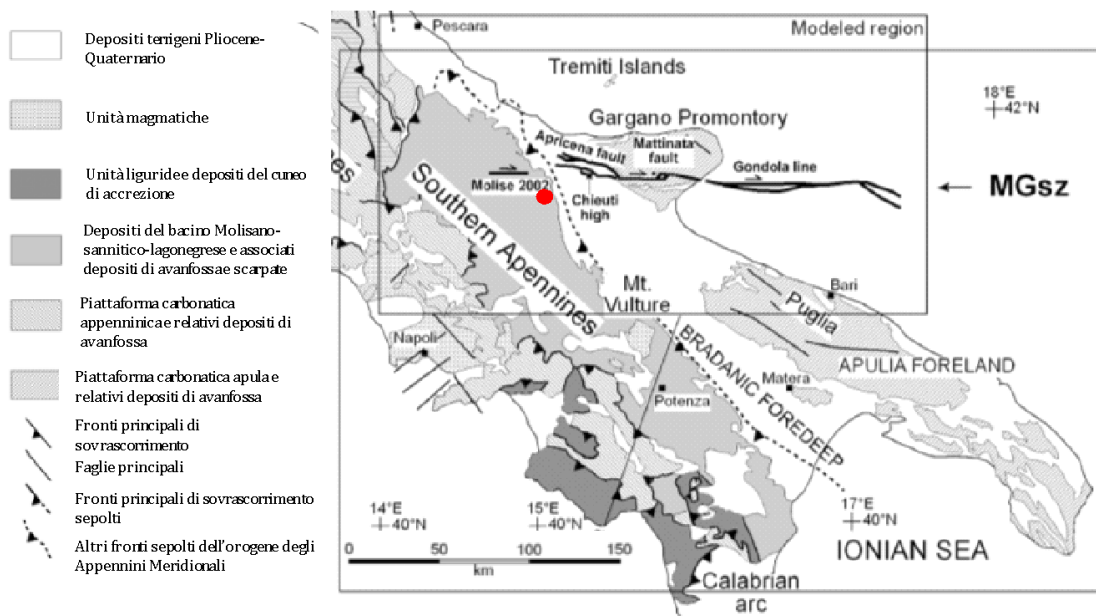 Depositi terrigeni Pliocene-
Quaternario
Unità magmatiche
Unità liguridi e depositi del cuneo
di accrezione
Depositi del bacino Molisano-
sannitico-lagonegrese e associati
depositi di avanfossa e scarpate
Piattaforma carbonatica
appenninica e relativi depositi di
avanfossa
Piattaforma carbonatica apula e
relativi depositi di avanfossa
Fronti principali di
sovrascorrimento
Faglie principali
Fronti principali di sovrascorrimento
sepolti
Altri fronti sepolti dell'orogene degli
Appennini Meridionali
Pescara
Modeled region
Tremiti Islands
18°E
42°N
Gargano Promontory
Apricena fault
Mattinata
fault
Gondola line
MGsz
Molise 2002
Chieuti
high
nes
Southern Apennines
Mt.
Vulture
Bari
Puglia
Napoli
APULIA FORELAND
BRADANIC FOREDEEP
Matera
Potenza
14°E
40°N
15°E
40°N
17°E
40°N
0 50 100 150
km
IONIAN SEA
Calabrian
arc